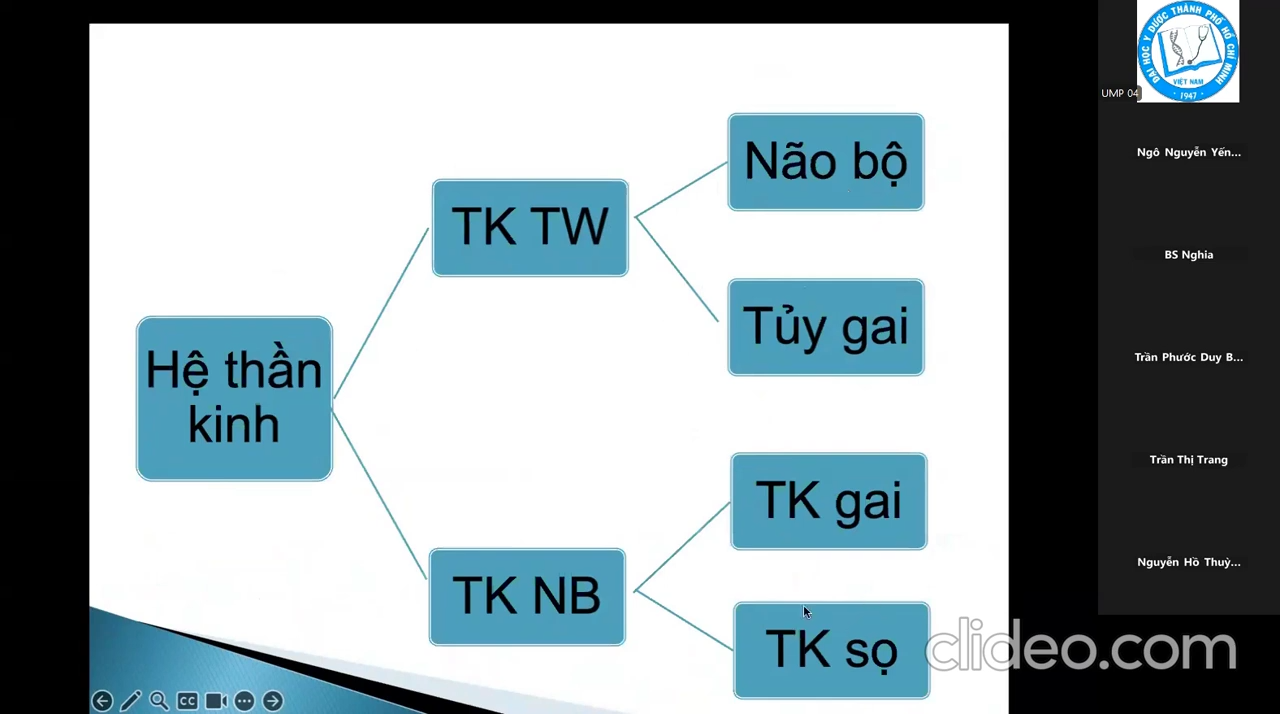 Hệ thần
kinh
TK TW
Não bộ
Tủy gai
TK NB
TK gai
TK sọ
CC
clideo.com
ĐẠI HỌC Y DƯỢC THÀNH PHỐ HỒ CHÍ MINH
VIỆT NAM
1947
UMP 04
Ngô Nguyễn Yến...
BS Nghia
Trần Phước Duy B...
Trần Thị Trang
Nguyễn Hồ Thuỳ...